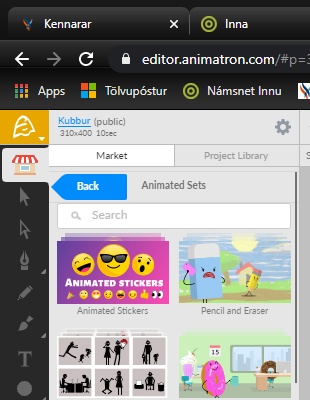 Kennarar
Inna
editor.animatron.com/#p=3
Apps
Tölvupóstur
Námsnet Innu
Kubbur (public)
310x400 10sec
Market
Project Library
S
Back
Animated Sets
Search
ANIMATED STICKERS
Animated Stickers
Pencil and Eraser
15
T